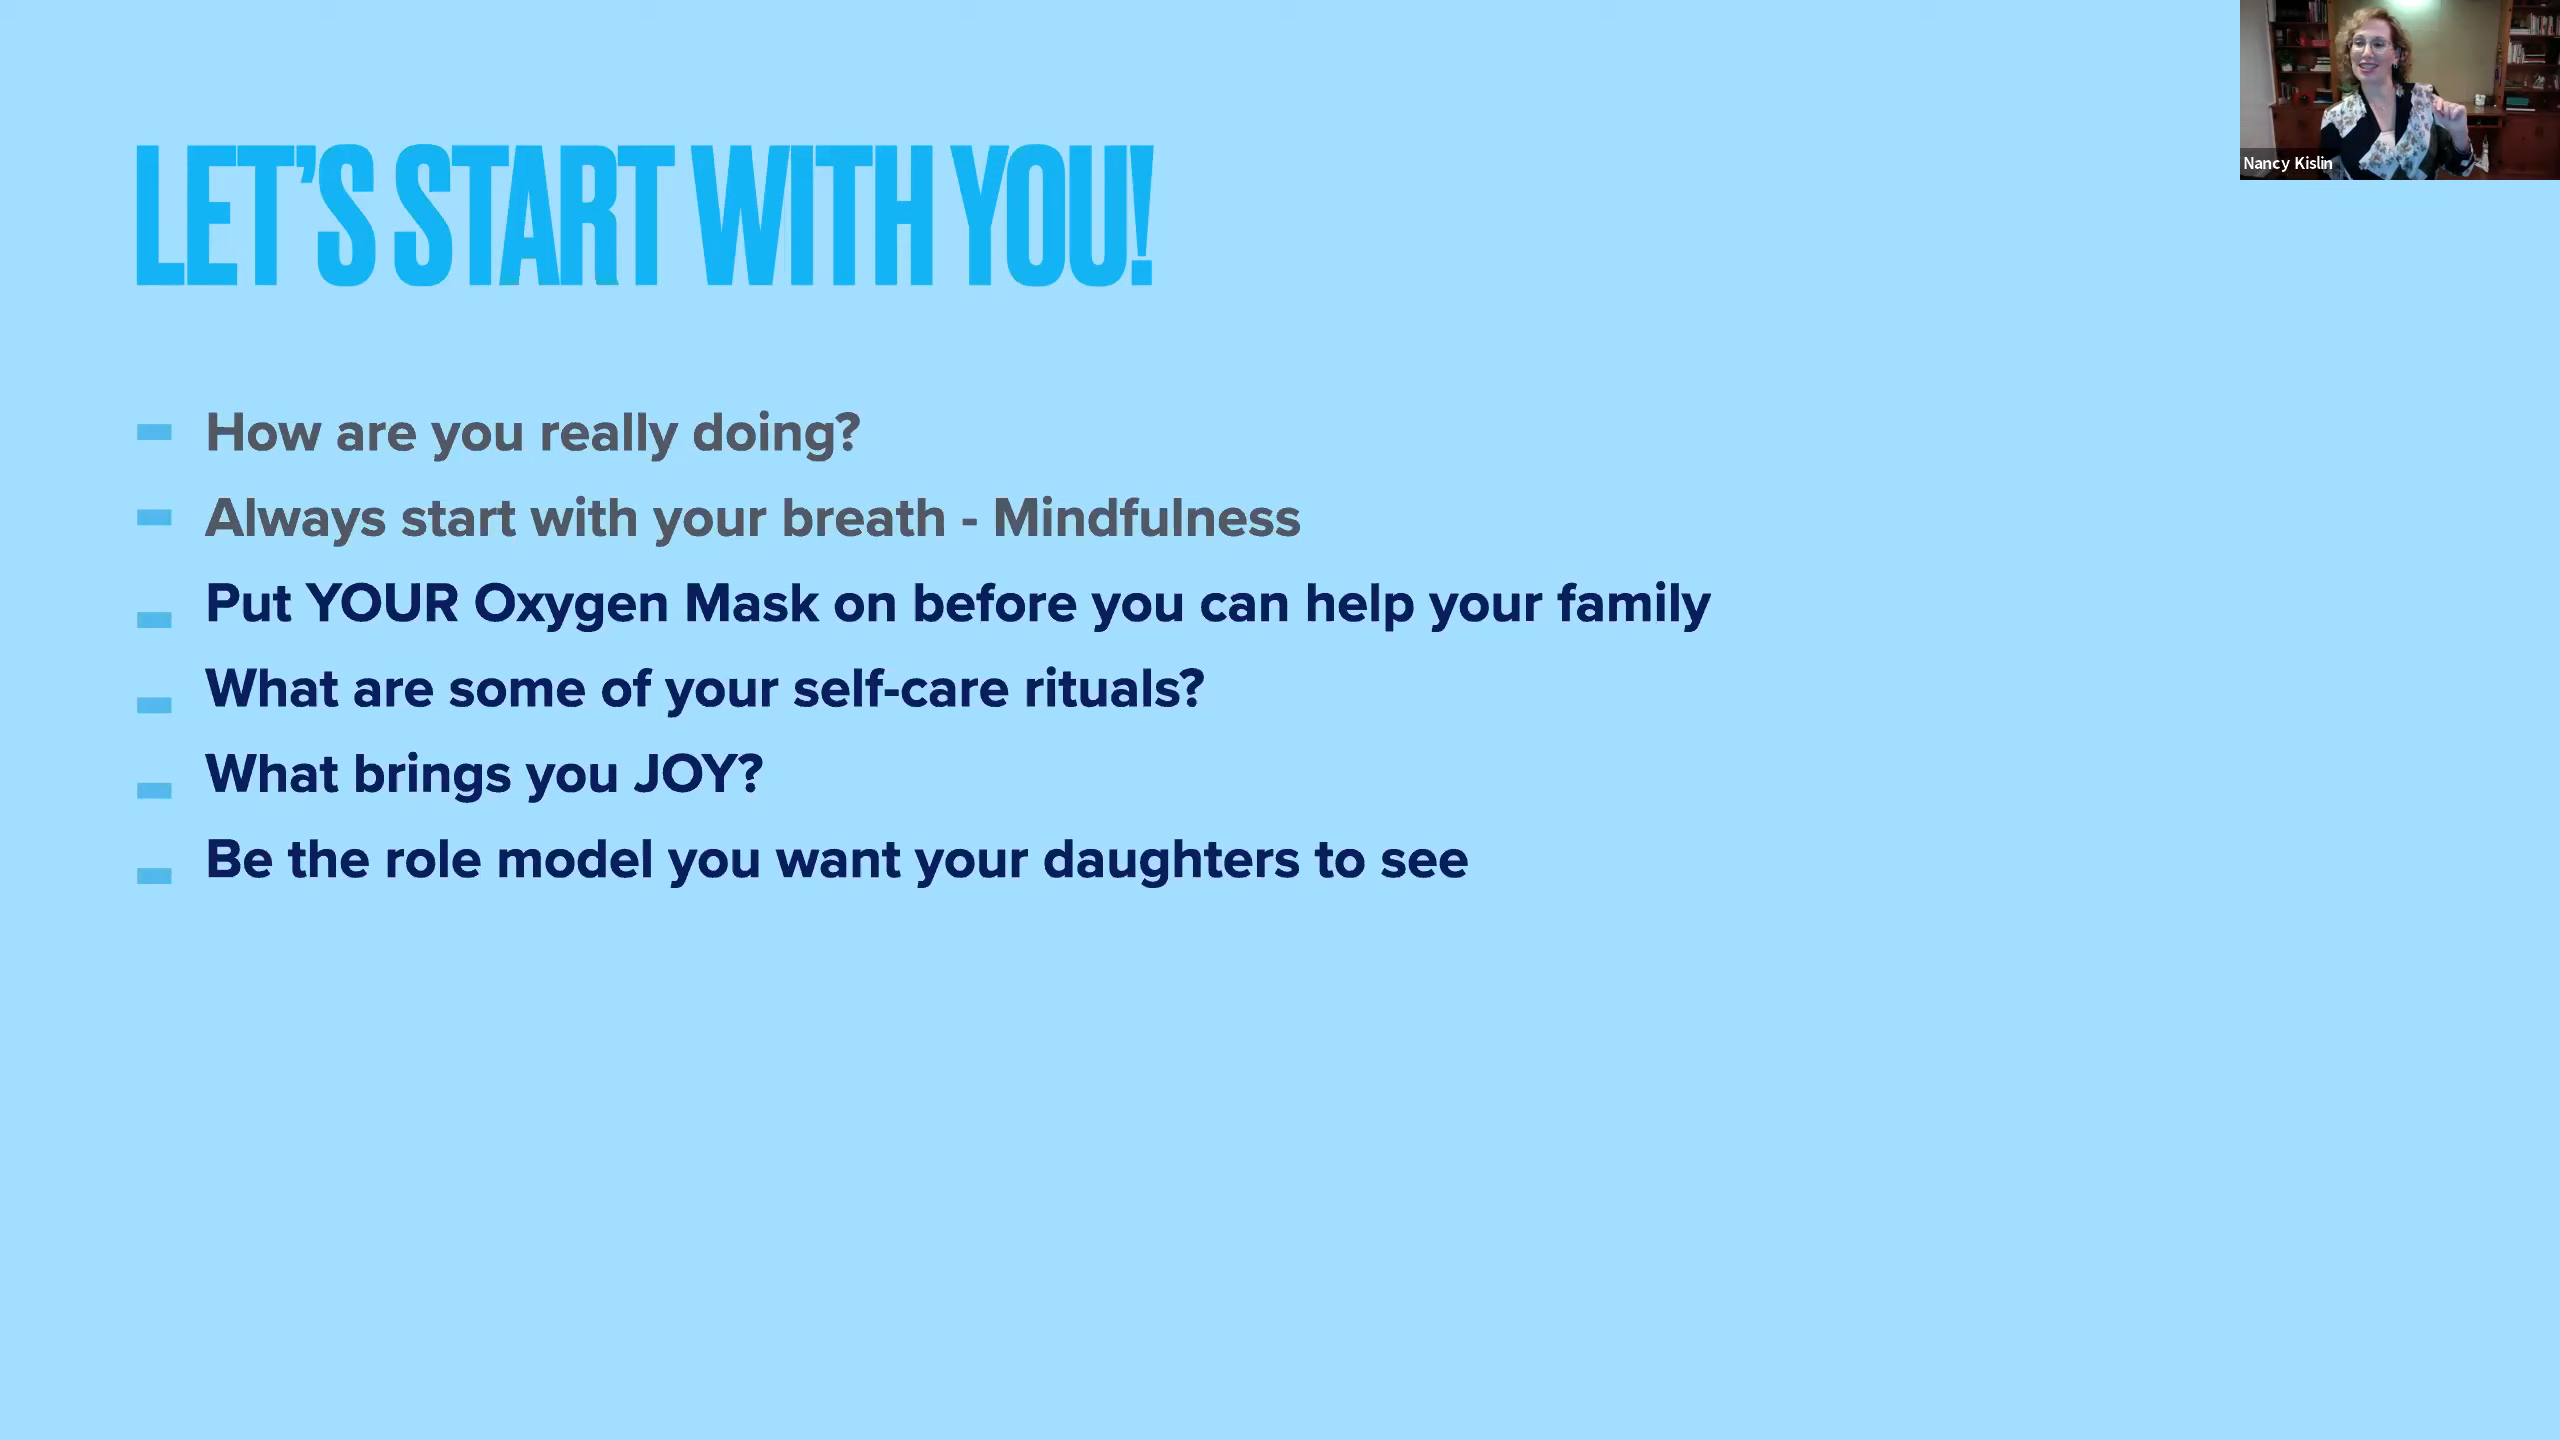 LET'S START WITH YOU!
How are you really doing?
Always start with your breath - Mindfulness
Put YOUR Oxygen Mask on before you can help your family
What are some of your self-care rituals?
What brings you JOY?
Be the role model you want your daughters to see
Nancy Kislin